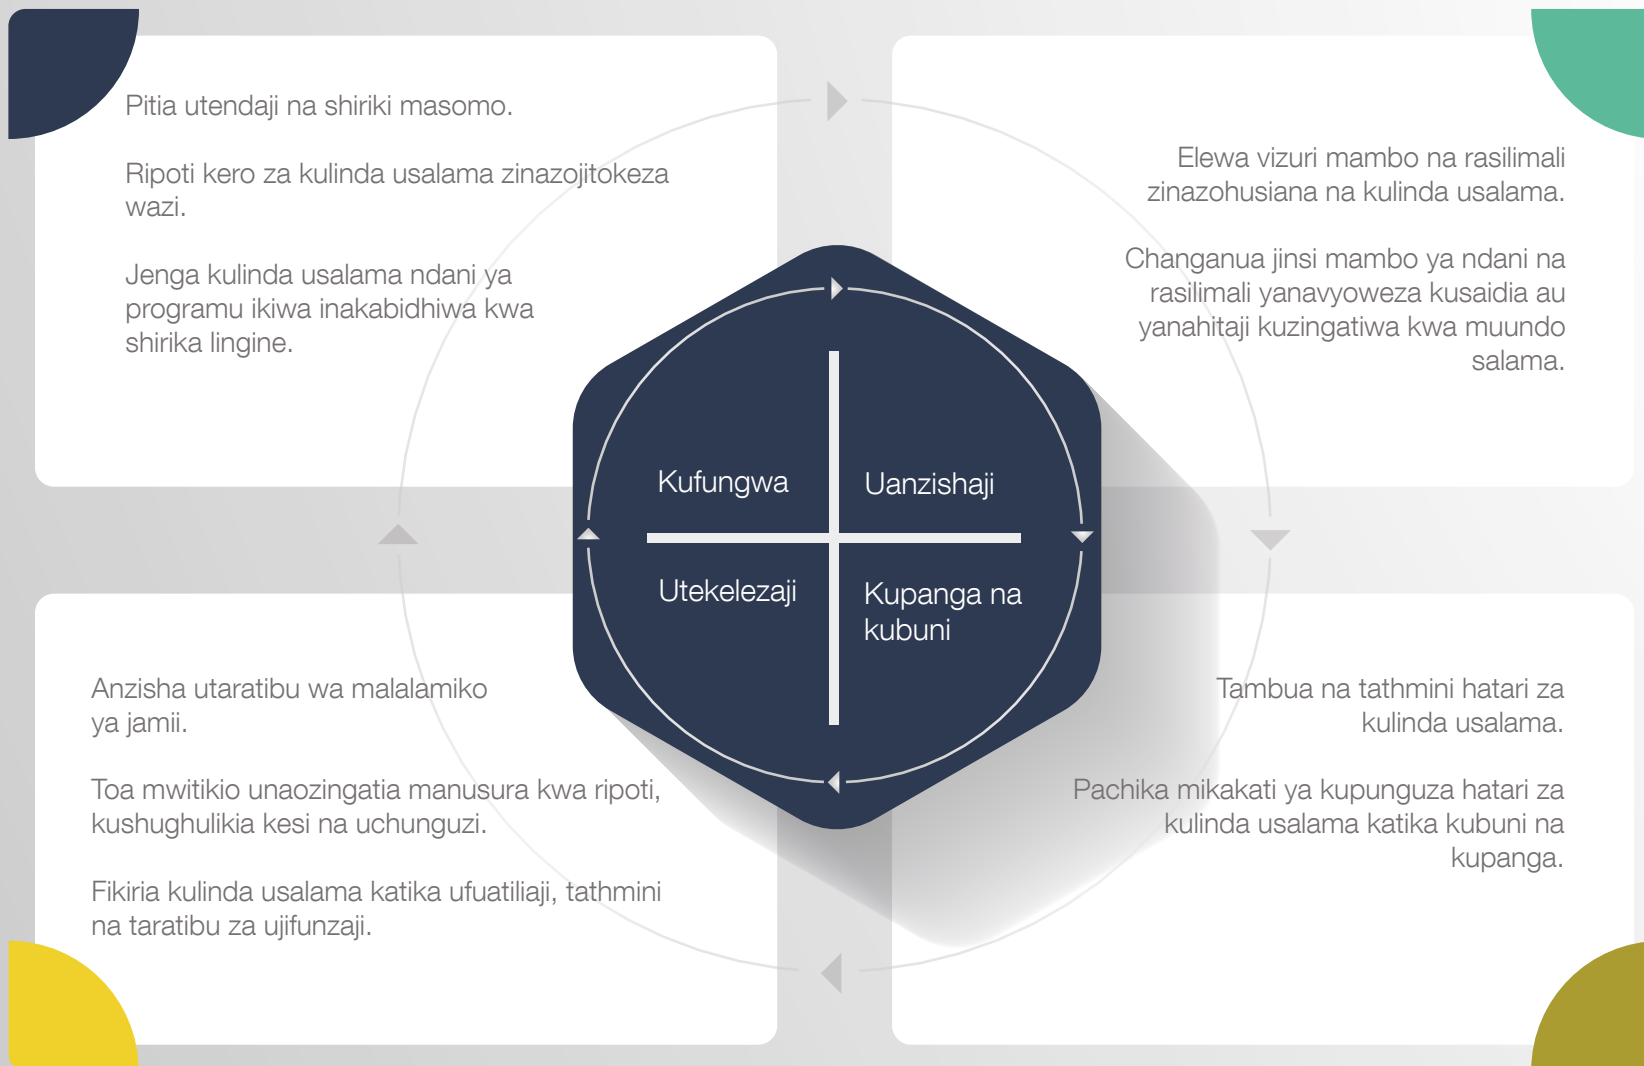 Pitia utendaji na shiriki masomo.
Ripoti kero za kulinda usalama zinazojitokeza
wazi.
Jenga kulinda usalama ndani ya
programu ikiwa inakabidhiwa kwa
shirika lingine.
Elewa vizuri mambo na rasilimali
zinazohusiana na kulinda usalama.
Changanua jinsi mambo ya ndani na
rasilimali yanavyoweza kusaidia au
yanahitaji kuzingatiwa kwa muundo
salama.
Kufungwa
Uanzishaji
Utekelezaji
Kupanga na
kubuni
Anzisha utaratibu wa malalamiko
ya jamii.
Toa mwitikio unaozingatia manusura kwa ripoti,
kushughulikia kesi na uchunguzi.
Fikiria kulinda usalama katika ufuatiliaji, tathmini
na taratibu za ujifunzaji.
Tambua na tathmini hatari za
kulinda usalama.
Pachika mikakati ya kupunguza hatari za
kulinda usalama katika kubuni na
kupanga.